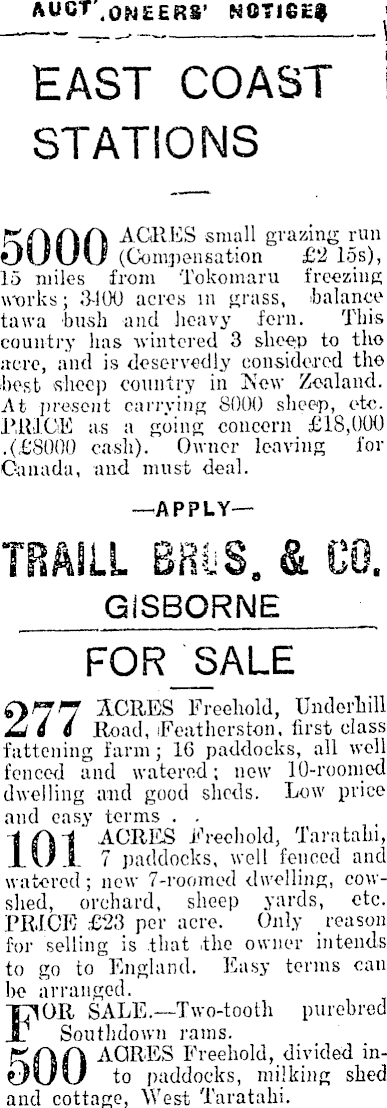 AUCTIONEERS' NOTICES
EAST COAST
STATIONS
5000 ACRES small grazing run
(Compensation £2 15s),
15 miles from Tokomaru freezing
works; 3400 acres in grass, balance
tawa bush and heavy fern. This
country has wintered 3 sheep to the
acre, and is deservedly considered the
best sheep country in New Zealand.
At present carrying 8000 sheep, etc.
PRICE as a going concern £18,000
(£8000 cash). Owner leaving for
Canada, and must deal.
—APPLY—
TRAILL BROS. & CO.
GISBORNE
FOR SALE
277 ACRES Freehold, Underhill
Road, Featherston, first class
fattening farm; 16 paddocks, all well
fenced and watered; new 10-roomed
dwelling and good sheds. Low price
and easy terms . .
101 ACRES Freehold, Taratahi,
7 paddocks, well fenced and
watered; new 7-roomed dwelling, cow-
shed, orchard, sheep yards, etc.
PRICE £23 per acre. Only reason
for selling is that the owner intends
to go to England. Easy terms can
be arranged.
FOR SALE.—Two-tooth purebred
Southdown rams.
500 ACRES Freehold, divided in-
to paddocks, milking shed
and cottage, West Taratahi.